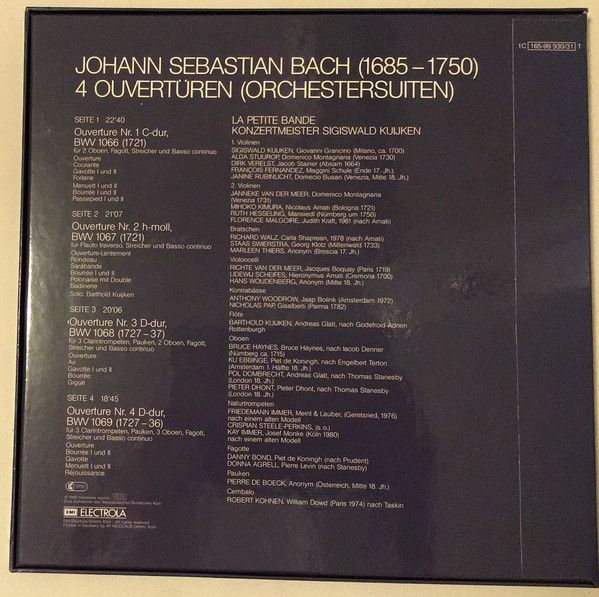 1C 165-99 930/31 T
JOHANN SEBASTIAN BACH (1685–1750)
4 OUVERTÜREN (ORCHESTERSUITEN)
SEITE 1 22'40
Ouverture Nr. 1 C-dur,
BWV 1066 (1721)
für 2 Oboen, Fagott, Streicher und Basso continuo
Ouverture
Courante
Gavotte I und II
Forlane
Menuett I und II
Bourrée I und II
Passepied I und II
SEITE 2 21'07
Ouverture Nr. 2 h-moll,
BWV 1067 (1721)
für Flauto traverso, Streicher und Basso continuo
Ouverture-Lentement
Rondeau
Sarabande
Bourrée I und II
Polonaise mit Double
Badinerie
Solo: Barthold Kuijken
SEITE 3 20'06
Ouverture Nr. 3 D-dur,
BWV 1068 (1727–37)
für 3 Clarintrompeten, Pauken, 2 Oboen, Fagott,
Streicher und Basso continuo
Ouverture
Air
Gavotte I und II
Bourrée
Gigue
SEITE 4 18'45
Ouverture Nr. 4 D-dur,
BWV 1069 (1727–36)
für 3 Clarintrompeten, Pauken, 3 Oboen, Fagott,
Streicher und Basso continuo
Ouverture
Bourrée I und II
Gavotte
Menuett I und II
Réjouissance
Eine Aufnahme des Westdeutschen Rundfunks Köln
EMI ELECTROLA
EMI Electrola GmbH, Köln · All rights reserved
LA PETITE BANDE
KONZERTMEISTER SIGISWALD KUIJKEN
1. Violinen
SIGISWALD KUIJKEN, Giovanni Grancino (Milano, ca. 1700)
ALDA STUUROP, Domenico Montagnana (Venezia 1730)
DIRK VERELST, Jacob Stainer (Absam 1664)
FRANÇOIS FERNANDEZ, Maggini Schule (Ende 17. Jh.)
JANINE RUBINLICHT, Domecio Busan (Venezia, Mitte 18. Jh.)
2. Violinen
JANNEKE VAN DER MEER, Domenico Montagnana
(Venezia 1731)
MIHOKO KIMURA, Nicolaus Amati (Bologna 1721)
RUTH HESSELING, Mansiedl (Nürnberg um 1750)
FLORENCE MALGOIRE, Judith Kraft, 1981 (nach Amati)
Bratschen
RICHARD WALZ, Carla Shaprean, 1978 (nach Amati)
STAAS SWIERSTRA, Georg Klotz (Mittenwald 1733)
MARLEEN THIERS, Anonym (Brescia 17. Jh.)
Violoncelli
RICHTE VAN DER MEER, Jacques Boquay (Paris 1719)
LIDEWIJ SCHEIFES, Hieronymus Amati (Cremona 1700)
HANS WOUDENBERG, Anonym (Mitte 18. Jh.)
Kontrabässe
ANTHONY WOODROW, Jaap Bolink (Amsterdam 1972)
NICHOLAS PAP, Gisalberti (Parma 1782)
Flöte
BARTHOLD KUIJKEN, Andreas Glatt, nach Godefroid-Adrien
Rottenburgh
Oboen
BRUCE HAYNES, Bruce Haynes, nach Iacob Denner
(Nürnberg ca. 1715)
KU EBBINGE, Piet de Koningh, nach Engelbert Terton
(Amsterdam I. Hälfte 18. Jh.)
POL DOMBRECHT, Andreas Glatt, nach Thomas Stanesby
(London 18. Jh.)
PIETER DHONT, Pieter Dhont, nach Thomas Stanesby
(London 18. Jh.)
Naturtrompeten
FRIEDEMANN IMMER, Meinl & Lauber, (Geretsried, 1976)
nach einem alten Modell
CRISPIAN STEELE-PERKINS, (s. o.)
KAY IMMER, Josef Monke (Köln 1980)
nach einem alten Modell
Fagotte
DANNY BOND, Piet de Koningh (nach Prudent)
DONNA AGRELL, Pierre Levin (nach Stanesby)
Pauken
PIERRE DE BOECK, Anonym (Österreich, Mitte 18. Jh.)
Cembalo
ROBERT KOHNEN, William Dowd (Paris 1974) nach Taskin